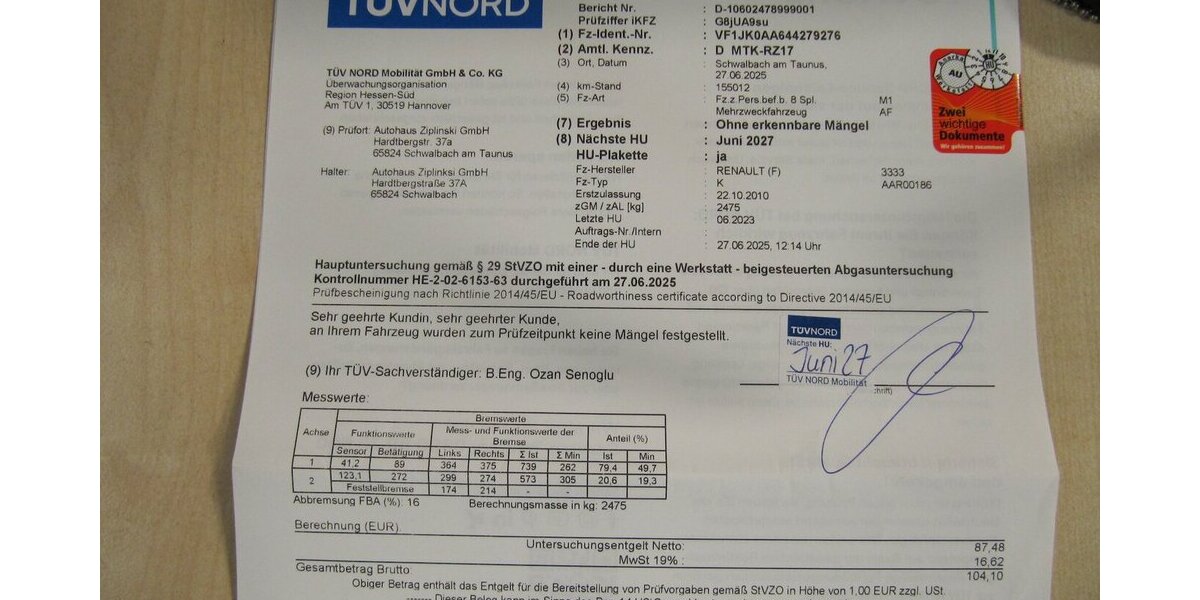 TÜVNORD
Bericht Nr. : D-10602478999001
Prüfziffer iKFZ : G8jUA9su
(1) Fz-Ident.-Nr. : VF1JK0AA644279276
(2) Amtl. Kennz. : D MTK-RZ17
(3) Ort, Datum : Schwalbach am Taunus,
27.06.2025
(4) km-Stand : 155012
(5) Fz-Art : Fz.z.Pers.bef.b. 8 Spl. M1
Mehrzweckfahrzeug AF
(7) Ergebnis : Ohne erkennbare Mängel
(8) Nächste HU : Juni 2027
HU-Plakette : ja
Fz-Hersteller : RENAULT (F) 3333
Fz-Typ : K AAR00186
Erstzulassung : 22.10.2010
zGM / zAL [kg] : 2475
Letzte HU : 06.2023
Auftrags-Nr./Intern :
Ende der HU : 27.06.2025, 12:14 Uhr
TÜV NORD Mobilität GmbH & Co. KG
Überwachungsorganisation
Region Hessen-Süd
Am TÜV 1, 30519 Hannover
(9) Prüfort: Autohaus Ziplinski GmbH
Hardtbergstr. 37a
65824 Schwalbach am Taunus
Halter: Autohaus Ziplinksi GmbH
Hardtbergstraße 37A
65824 Schwalbach
AU
HU
Zwei
wichtige
Dokumente
Wir gehören zusammen!
Hauptuntersuchung gemäß § 29 StVZO mit einer - durch eine Werkstatt - beigesteuerten Abgasuntersuchung
Kontrollnummer HE-2-02-6153-63 durchgeführt am 27.06.2025
Prüfbescheinigung nach Richtlinie 2014/45/EU - Roadworthiness certificate according to Directive 2014/45/EU
Sehr geehrte Kundin, sehr geehrter Kunde,
an Ihrem Fahrzeug wurden zum Prüfzeitpunkt keine Mängel festgestellt.
TÜVNORD
Nächste HU:
Juni 27
TÜV NORD Mobilität
(9) Ihr TÜV-Sachverständiger: B.Eng. Ozan Senoglu
Messwerte:
Achse Bremswerte
Funktionswerte Mess- und Funktionswerte der Bremse Anteil (%)
Sensor Betätigung Links Rechts Σ Ist Σ Min Ist Min
1 41,2 89 364 375 739 262 79,4 49,7
2 123,1 272 299 274 573 305 20,6 19,3
Feststellbremse 174 214 - -
Abbremsung FBA (%): 16 Berechnungsmasse in kg: 2475
Berechnung (EUR).
Untersuchungsentgelt Netto: 87,48
MwSt 19% : 16,62
Gesamtbetrag Brutto 104,10
Obiger Betrag enthält das Entgelt für die Bereitstellung von Prüfvorgaben gemäß StVZO in Höhe von 1,00 EUR zzgl. USt.